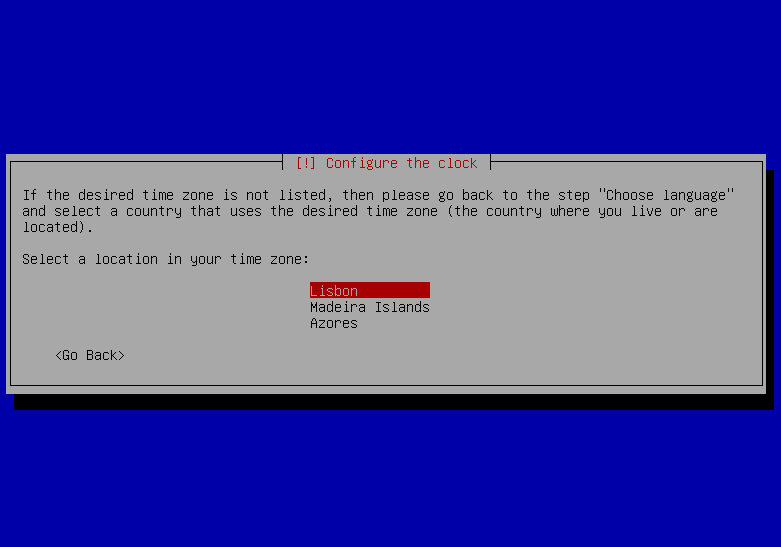 [!] Configure the clock
If the desired time zone is not listed, then please go back to the step "Choose language"
and select a country that uses the desired time zone (the country where you live or are
located).
Select a location in your time zone:
Lisbon
Madeira Islands
Azores
<Go Back>